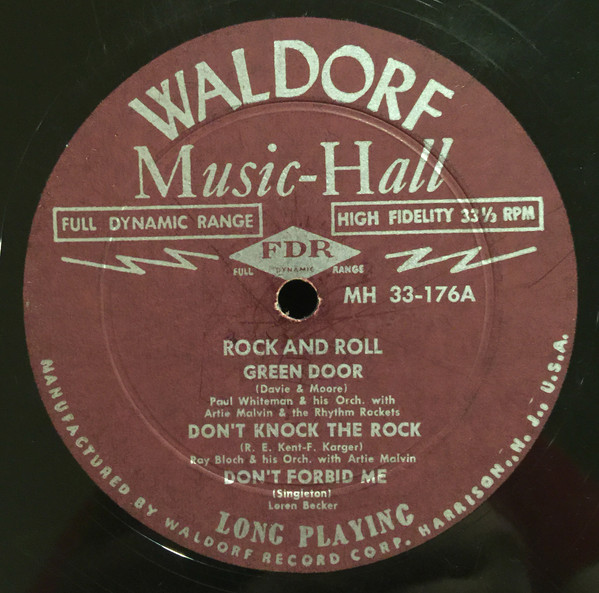 WALDORF
Music-Hall
FULL DYNAMIC RANGE
HIGH FIDELITY 33⅓ RPM
FDR
FULL DYNAMIC RANGE
MH 33-176A
ROCK AND ROLL
GREEN DOOR
(Davie & Moore)
Paul Whiteman & his Orch. with
Artie Malvin & the Rhythm Rockets
DON'T KNOCK THE ROCK
(R. E. Kent-F. Karger)
Ray Bloch & his Orch. with Artie Malvin
DON'T FORBID ME
(Singleton)
Loren Becker
LONG PLAYING
MANUFACTURED BY WALDORF RECORD CORP. HARRISON, N. J., U.S.A.